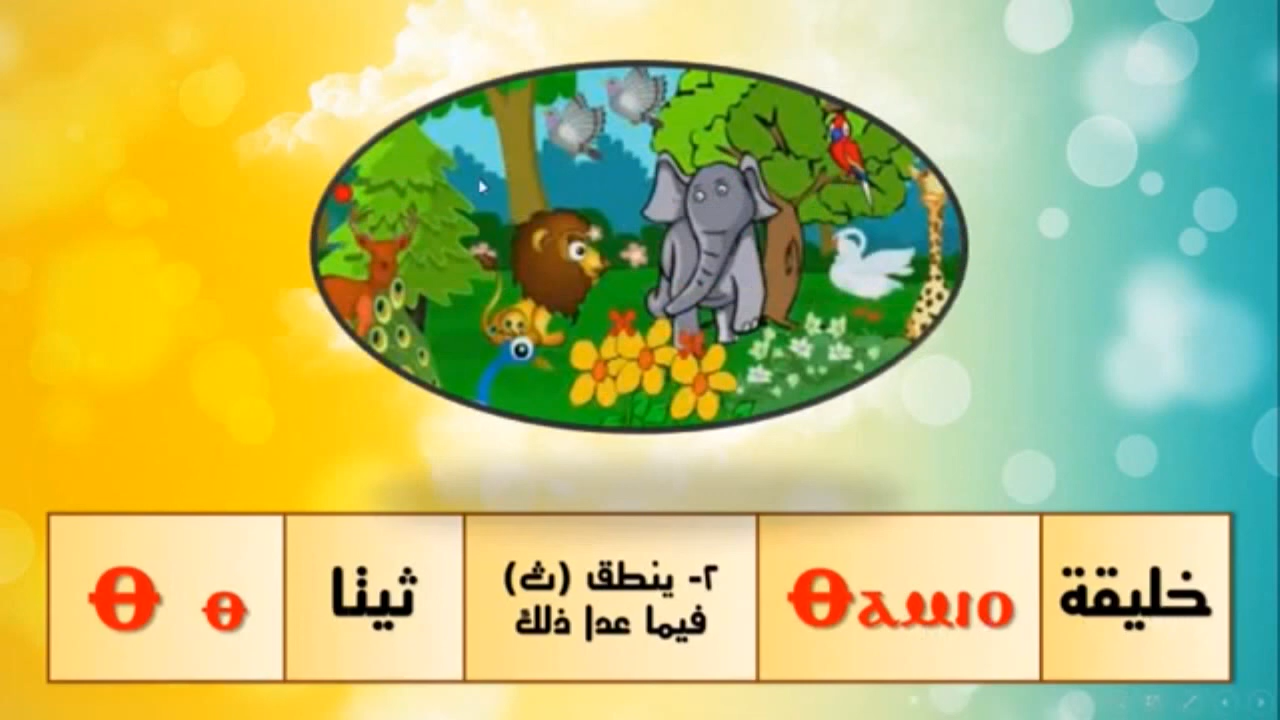 Ⲑ ⲑ
ثيتا
٢- ينطق (ث)
فيما عدا ذلك
Ⲑⲁⲙⲓⲟ
خليقة